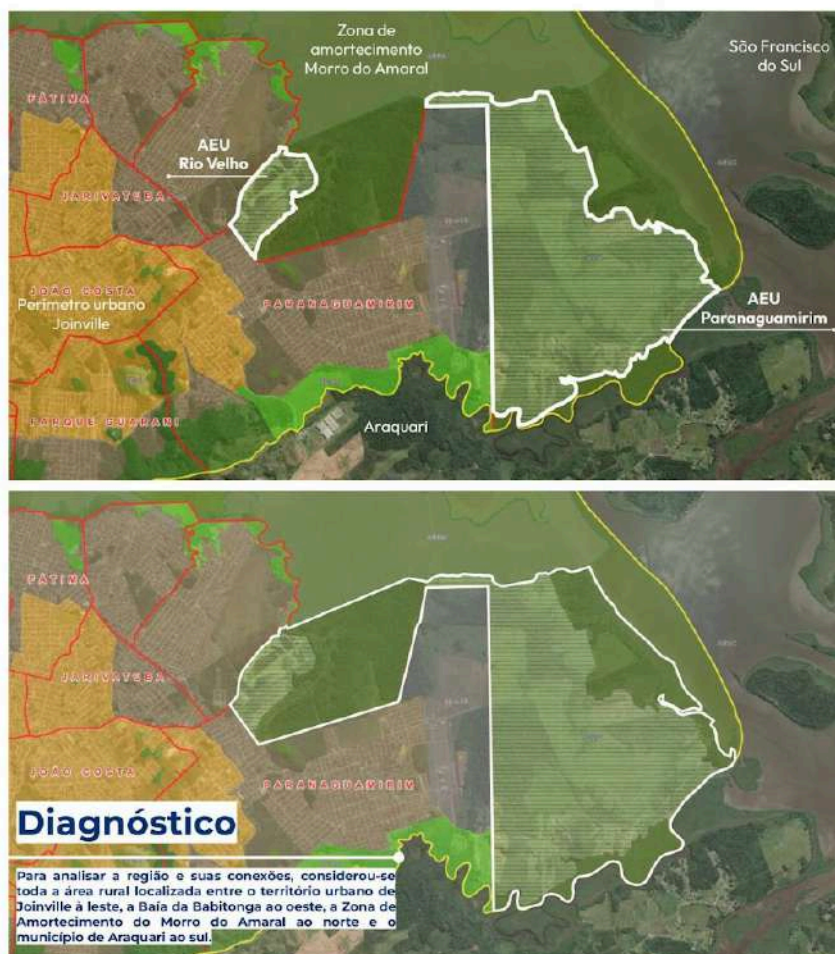 Zona de
amortecimento
Morro do Amaral
São Francisco
do Sul
FÁTIMA
AEU
Rio Velho
JARIVATUBA
JOÃO COSTA
Perímetro urbano
Joinville
PARANAGUAMIRIM
AEU
Paranaguamirim
PARQUE GUARANI
Araquari
FÁTIMA
JARIVATUBA
JOÃO COSTA
PARANAGUAMIRIM
Diagnóstico
Para analisar a região e suas conexões, considerou-se
toda a área rural localizada entre o território urbano de
Joinville à leste, a Baía da Babitonga ao oeste, a Zona de
Amortecimento do Morro do Amaral ao norte e o
município de Araquari ao sul.